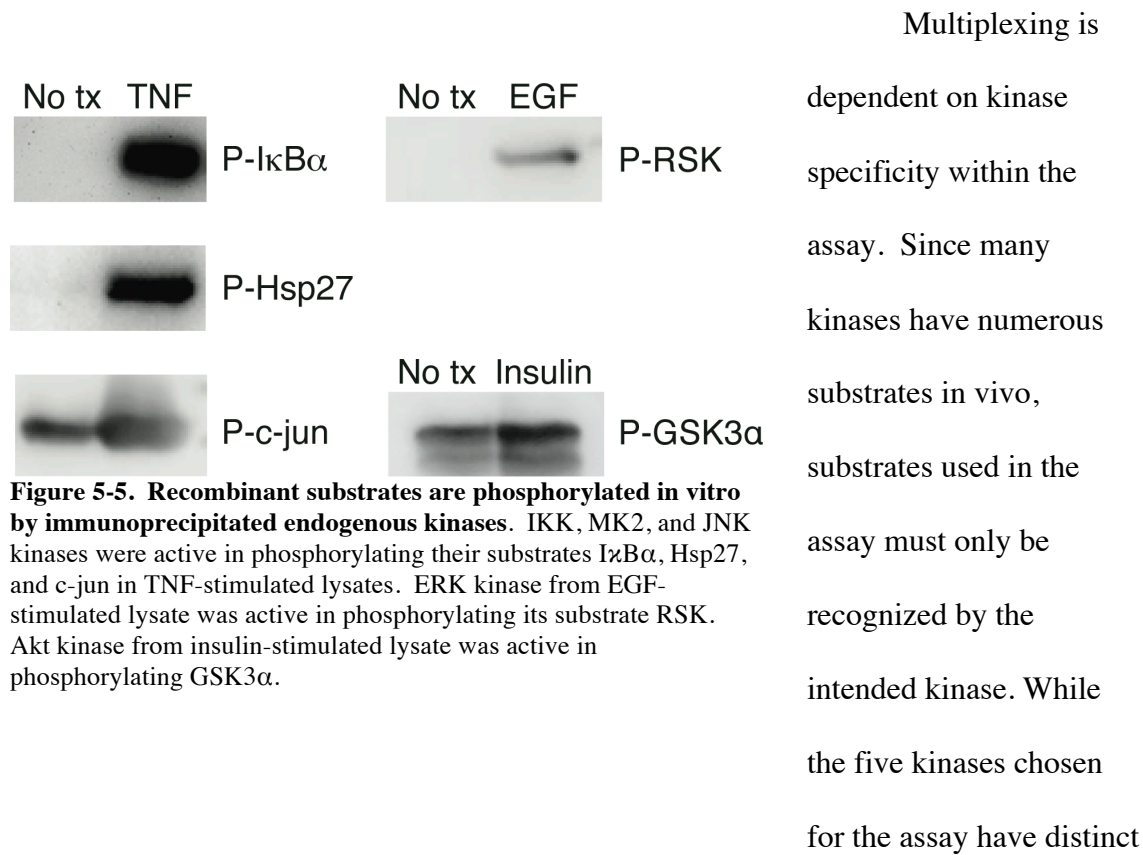 No tx TNF
P-IκBα
P-Hsp27
P-c-jun
No tx EGF
P-RSK
No tx Insulin
P-GSK3α
Figure 5-5. Recombinant substrates are phosphorylated in vitro
by immunoprecipitated endogenous kinases. IKK, MK2, and JNK
kinases were active in phosphorylating their substrates IϰBα, Hsp27,
and c-jun in TNF-stimulated lysates. ERK kinase from EGF-
stimulated lysate was active in phosphorylating its substrate RSK.
Akt kinase from insulin-stimulated lysate was active in
phosphorylating GSK3α.
Multiplexing is
dependent on kinase
specificity within the
assay. Since many
kinases have numerous
substrates in vivo,
substrates used in the
assay must only be
recognized by the
intended kinase. While
the five kinases chosen
for the assay have distinct